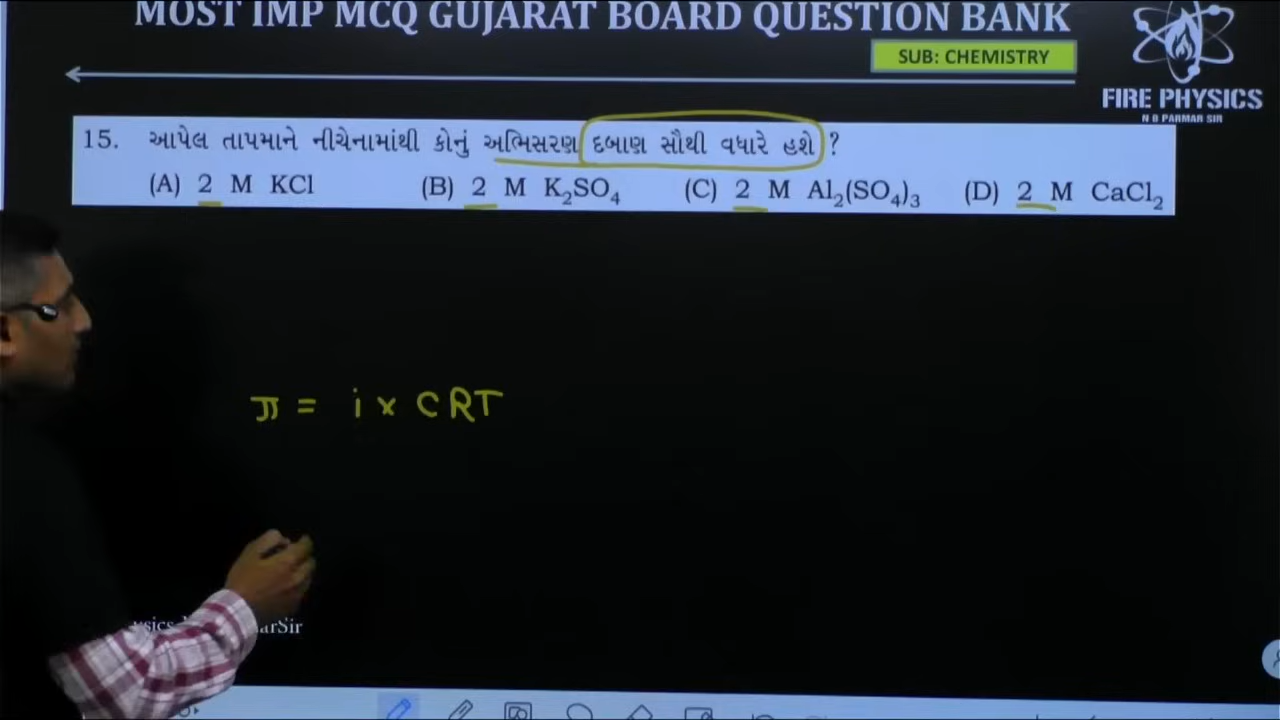 MOST IMP MCQ GUJARAT BOARD QUESTION BANK
SUB: CHEMISTRY
FIRE PHYSICS
N B PARMAR SIR
15. આપેલ તાપમાને નીચેનામાંથી કોનું અભિસરણ દબાણ સૌથી વધારે હશે ?
(A) 2 M KCl (B) 2 M K₂SO₄ (C) 2 M Al₂(SO₄)₃ (D) 2 M CaCl₂
π = i × CRT